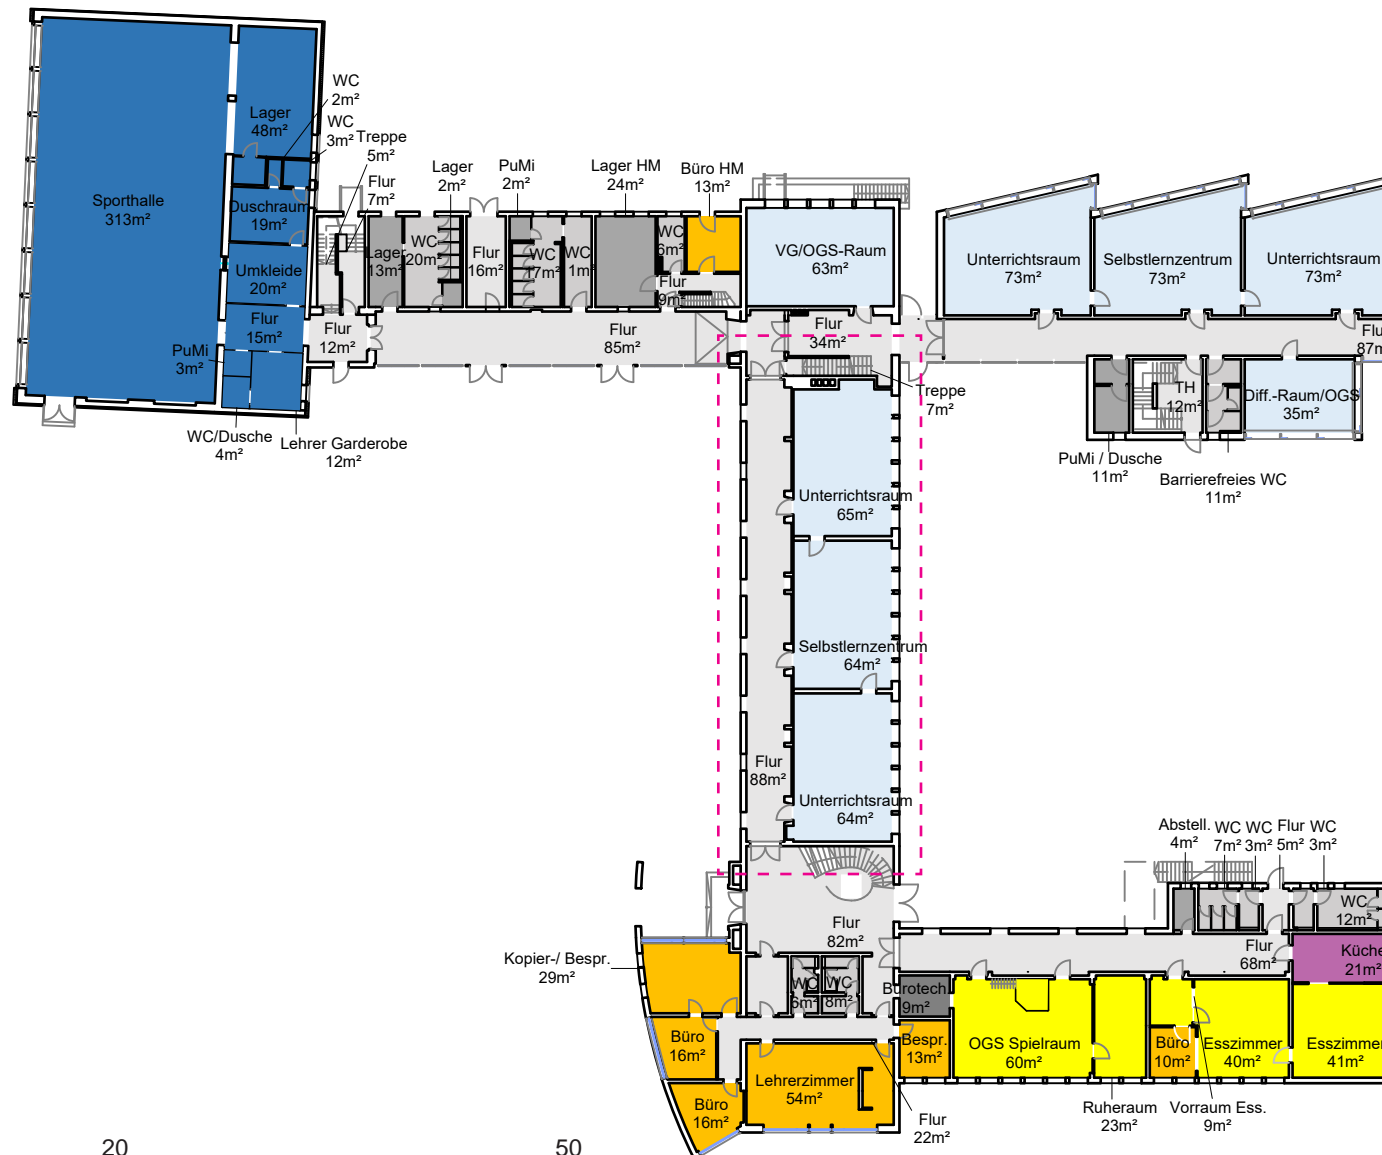 WC
2m²
Lager
48m²
WC
3m²
Treppe
5m²
Flur
7m²
Lager
2m²
PuMi
2m²
Lager HM
24m²
Büro HM
13m²
Sporthalle
313m²
Duschraum
19m²
Umkleide
20m²
Flur
15m²
PuMi
3m²
WC/Dusche
4m²
Lehrer Garderobe
12m²
Flur
12m²
Lager
13m²
WC
20m²
Flur
16m²
WC
17m²
WC
1m²
WC
6m²
Flur
9m²
Flur
85m²
VG/OGS-Raum
63m²
Flur
34m²
Treppe
7m²
Unterrichtsraum
73m²
Selbstlernzentrum
73m²
Unterrichtsraum
73m²
87m²
TH
12m²
Diff.-Raum/OGS
35m²
PuMi / Dusche
11m²
Barrierefreies WC
11m²
Unterrichtsraum
65m²
Selbstlernzentrum
64m²
Flur
88m²
Unterrichtsraum
64m²
Abstell.
4m²
WC
7m²
WC
3m²
Flur
5m²
WC
3m²
WC
12m²
Flur
82m²
Flur
68m²
Küche
21m²
Kopier-/ Bespr.
29m²
WC
6m²
WC
8m²
Bürotech.
9m²
Büro
16m²
Bespr.
13m²
OGS Spielraum
60m²
Büro
10m²
Esszimmer
40m²
Esszimmer
41m²
Lehrerzimmer
54m²
Büro
16m²
Flur
22m²
Ruheraum
23m²
Vorraum Ess.
9m²
20
50